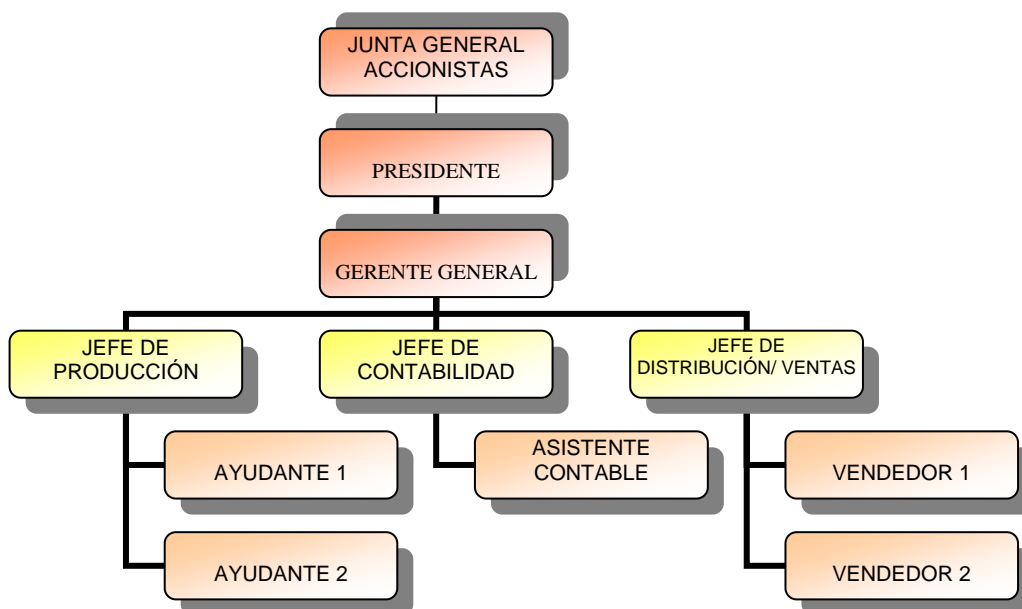 JUNTA GENERAL
ACCIONISTAS
PRESIDENTE
GERENTE GENERAL
JEFE DE
PRODUCCIÓN
JEFE DE
CONTABILIDAD
JEFE DE
DISTRIBUCIÓN/ VENTAS
AYUDANTE 1
ASISTENTE
CONTABLE
VENDEDOR 1
AYUDANTE 2
VENDEDOR 2